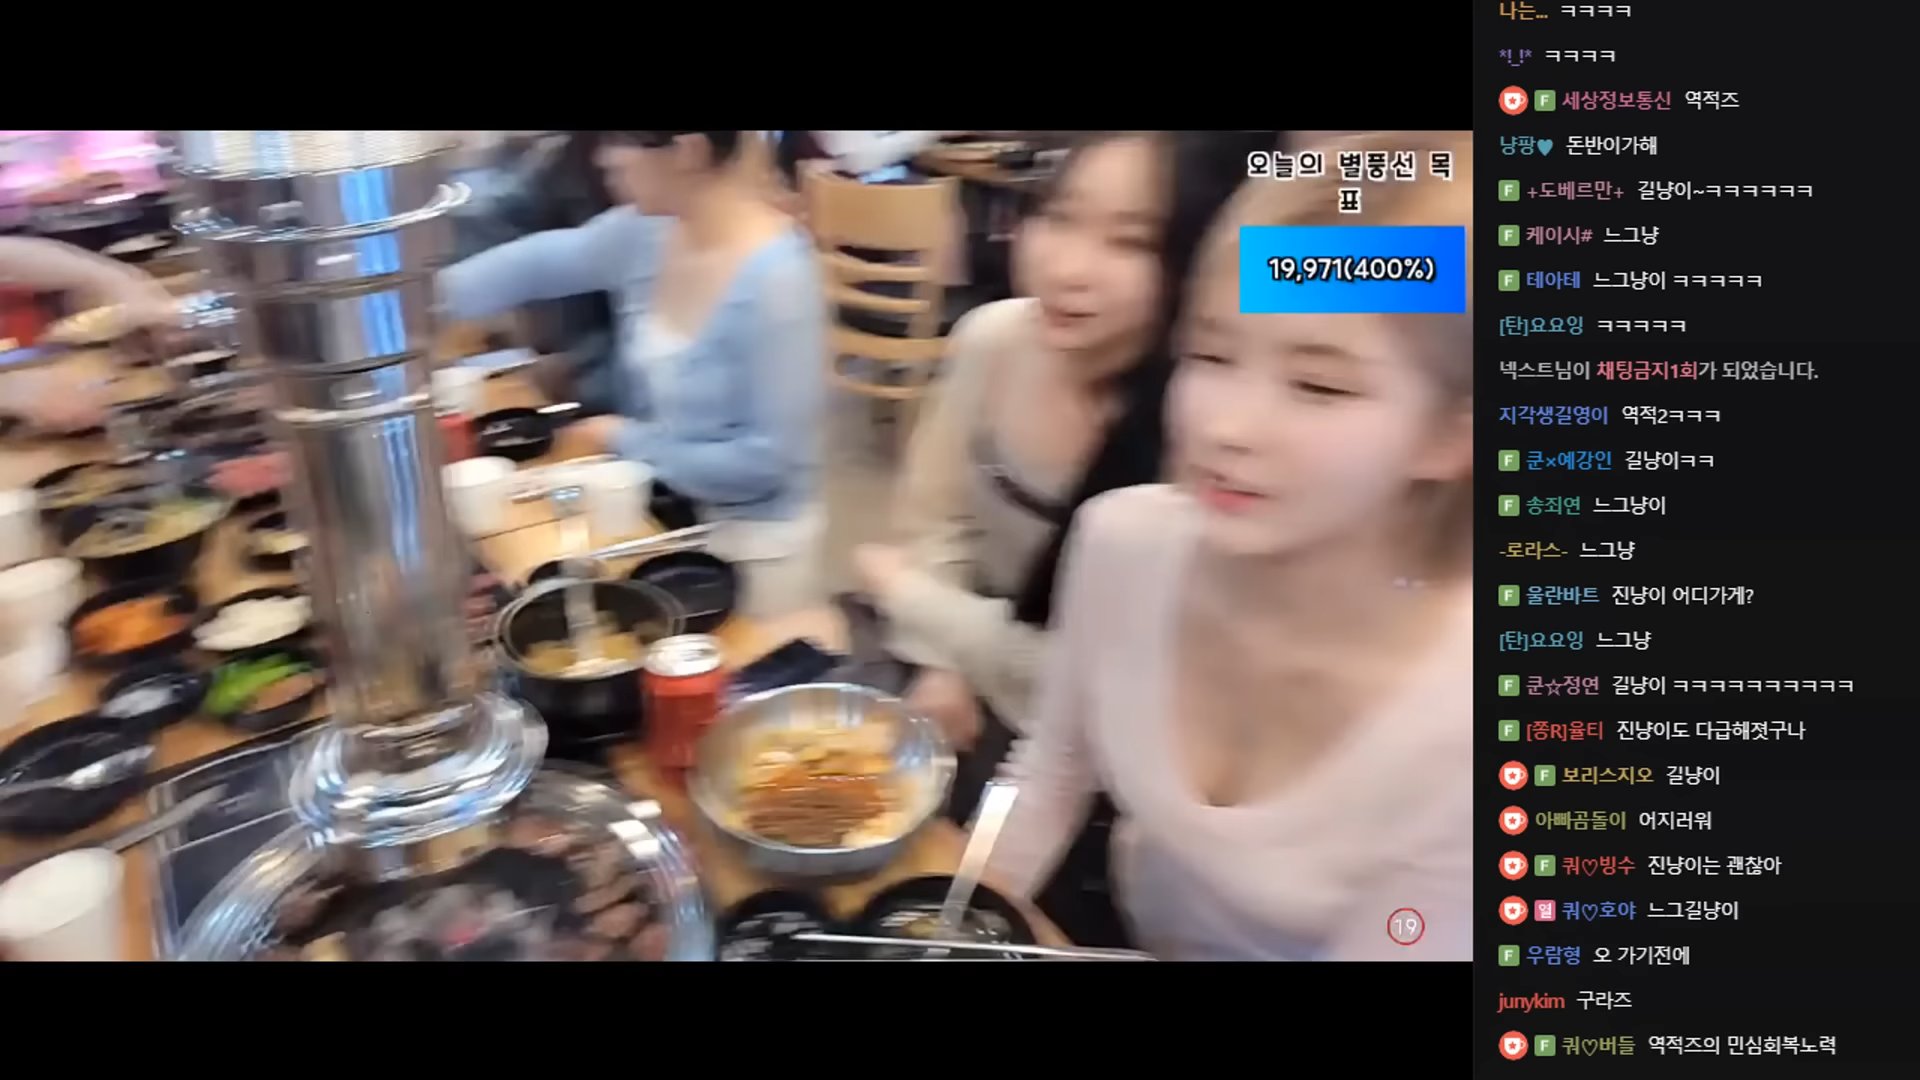 오늘의 별풍선 목
표
19,971(400%)
19
나는... ㅋㅋㅋㅋ
*!_!* ㅋㅋㅋㅋ
F 세상정보통신 역적즈
냥팡♥ 돈반이가해
F +도베르만+ 길냥이~ㅋㅋㅋㅋㅋㅋ
F 케이시# 느그냥
F 테아테 느그냥이 ㅋㅋㅋㅋㅋ
[탄]요요잉 ㅋㅋㅋㅋㅋ
넥스트님이 채팅금지1회가 되었습니다.
지각생길영이 역적2ㅋㅋㅋ
F 쿤×예강인 길냥이ㅋㅋ
F 송죄연 느그냥이
-로라스- 느그냥
F 울란바트 진냥이 어디가게?
[탄]요요잉 느그냥
F 쿤☆정연 길냥이 ㅋㅋㅋㅋㅋㅋㅋㅋㅋㅋ
F [쫑R]율티 진냥이도 다급해졋구나
F 보리스지오 길냥이
아빠곰돌이 어지러워
F 쿼♡빙수 진냥이는 괜찮아
열 쿼♡호야 느그길냥이
F 우람형 오 가기전에
junykim 구라즈
F 쿼♡버들 역적즈의 민심회복노력